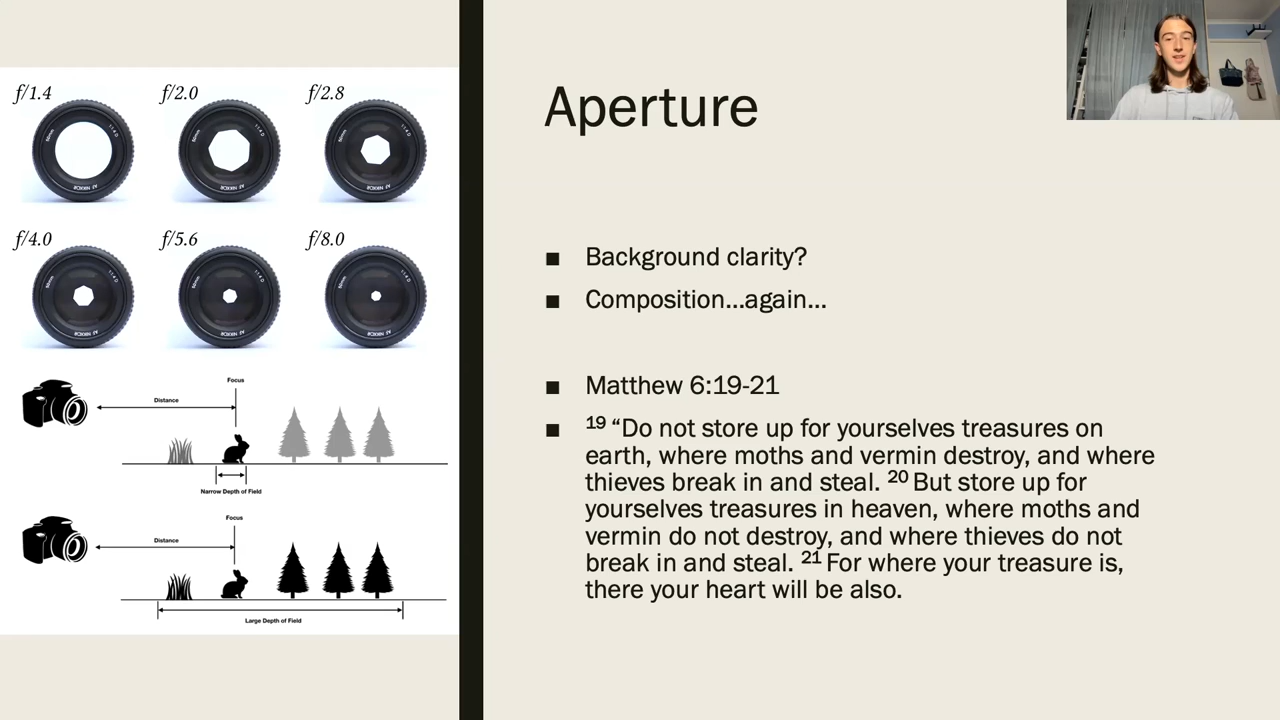 f/1.4
f/2.0
f/2.8
f/4.0
f/5.6
f/8.0
Focus
Distance
Narrow Depth of Field
Focus
Distance
Large Depth of Field
Aperture
■ Background clarity?
■ Composition...again...
■ Matthew 6:19-21
■ 19 “Do not store up for yourselves treasures on
earth, where moths and vermin destroy, and where
thieves break in and steal. 20 But store up for
yourselves treasures in heaven, where moths and
vermin do not destroy, and where thieves do not
break in and steal. 21 For where your treasure is,
there your heart will be also.